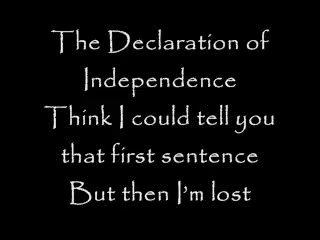 The Declaration of
Independence
Think I could tell you
that first sentence
But then I'm lost